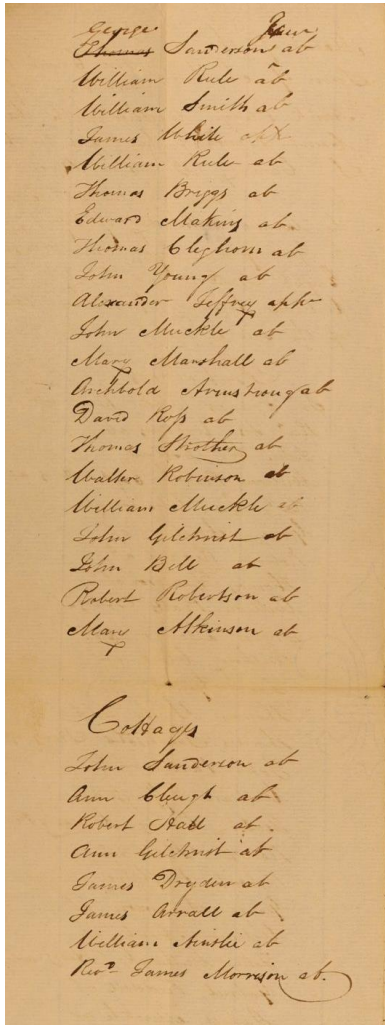 George
Thomas Sanderson ab
William Rule ab
William Smith ab
James White
William Rule ab
Thomas Briggs ab
Edward Making ab
Thomas Cleghorn ab
John Young ab
Alexander Jeffrey
John Muckle ab
Mary Marshall ab
Archbold Armstrong ab
David Ross ab
Thomas Strother ab
Walter Robinson ab
William Muckle ab
John Gilchrist ab
John Bell ab
Robert Robertson ab
Mary Atkinson ab
Cottages
John Sanderson ab
Ann Clough ab
Robert Hall ab
Ann Gilchrist ab
James Dryden ab
James Arrall ab
William Ainslie ab
Revd James Morrison ab.